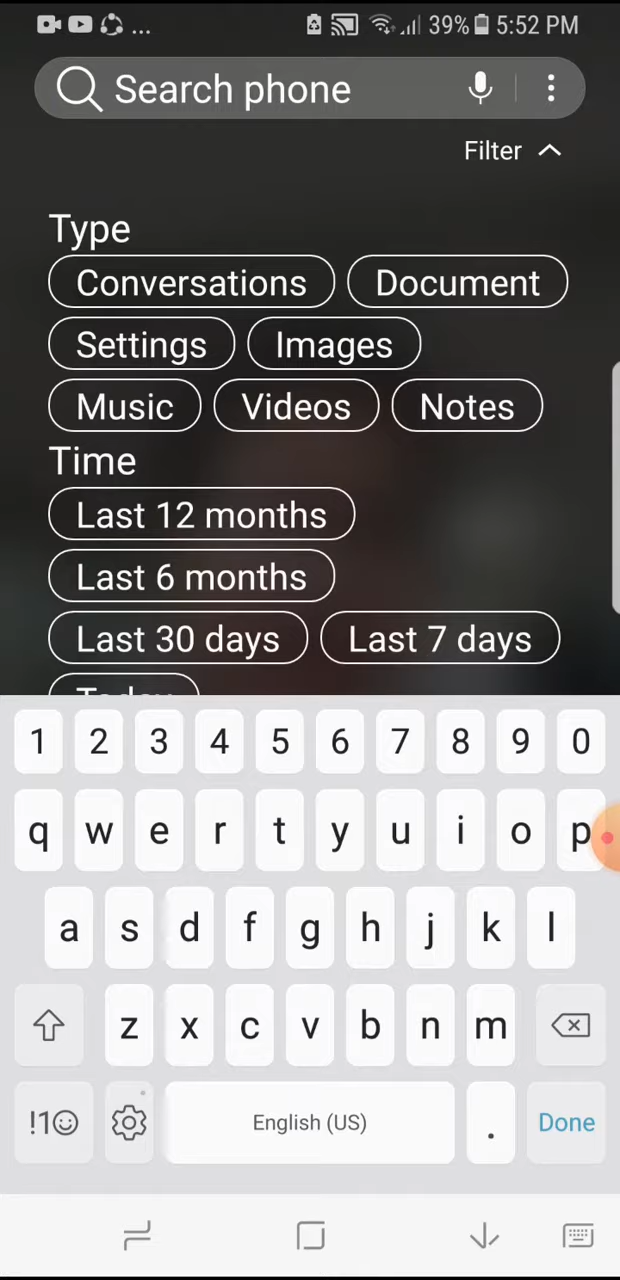 ... 39% 5:52 PM
Search phone
Filter
Type
Conversations Document
Settings Images
Music Videos Notes
Time
Last 12 months
Last 6 months
Last 30 days Last 7 days
Today
1 2 3 4 5 6 7 8 9 0
q w e r t y u i o p
a s d f g h j k l
z x c v b n m
!1☺ English (US) . Done